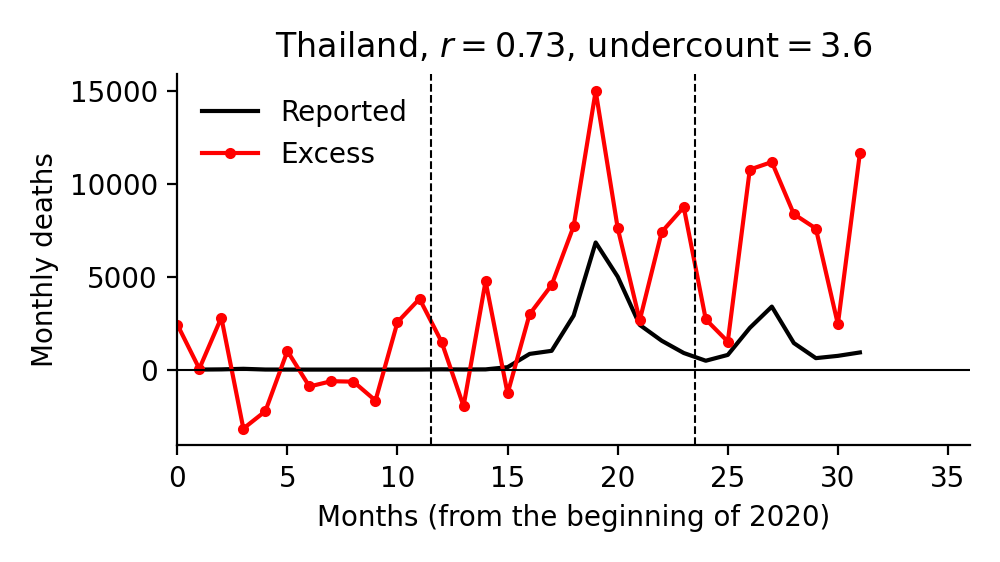 Thailand, r = 0.73, undercount = 3.6
Reported
Excess
Monthly deaths
15000
10000
5000
0
0 5 10 15 20 25 30 35
Months (from the beginning of 2020)